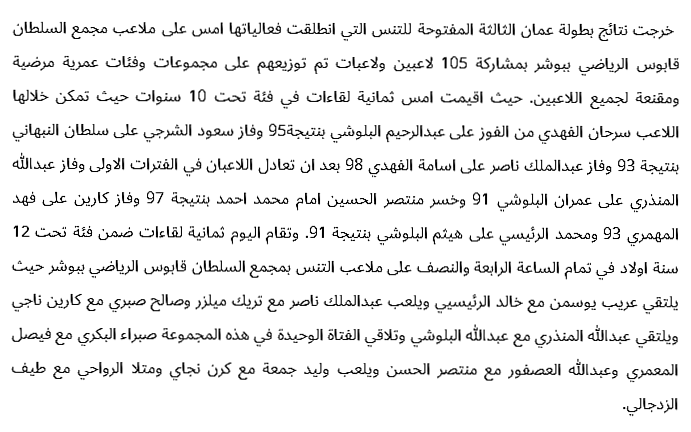 خرجت نتائج بطولة عمان الثالثة المفتوحة للتنس التي انطلقت فعالياتها امس على ملاعب مجمع السلطان
قابوس الرياضي ببوشر بمشاركة 105 لاعبين ولاعبات تم توزيعهم على مجموعات وفئات عمرية مرضية
ومقنعة لجميع اللاعبين. حيث اقيمت امس ثمانية لقاءات في فئة تحت 10 سنوات حيث تمكن خلالها
اللاعب سرحان الفهدي من الفوز على عبدالرحيم البلوشي بنتيجة95 وفاز سعود الشرجي على سلطان النبهاني
بنتيجة 93 وفاز عبدالملك ناصر على اسامة الفهدي 98 بعد ان تعادل اللاعبان في الفترات الاولى وفاز عبدالله
المنذري على عمران البلوشي 91 وخسر منتصر الحسين امام محمد احمد بنتيجة 97 وفاز كارين على فهد
المهمري 93 ومحمد الرئيسي على هيثم البلوشي بنتيجة 91. وتقام اليوم ثمانية لقاءات ضمن فئة تحت 12
سنة اولاد في تمام الساعة الرابعة والنصف على ملاعب التنس بمجمع السلطان قابوس الرياضي ببوشر حيث
يلتقي عريب يوسمن مع خالد الرئيسيي ويلعب عبدالملك ناصر مع تريك ميلزر وصالح صبري مع كارين ناجي
ويلتقي عبدالله المنذري مع عبدالله البلوشي وتلاقي الفتاة الوحيدة في هذه المجموعة صبراء البكري مع فيصل
المعمري وعبدالله العصفور مع منتصر الحسن ويلعب وليد جمعة مع كرن نجاي ومتلا الرواحي مع طيف
الزدجالي.